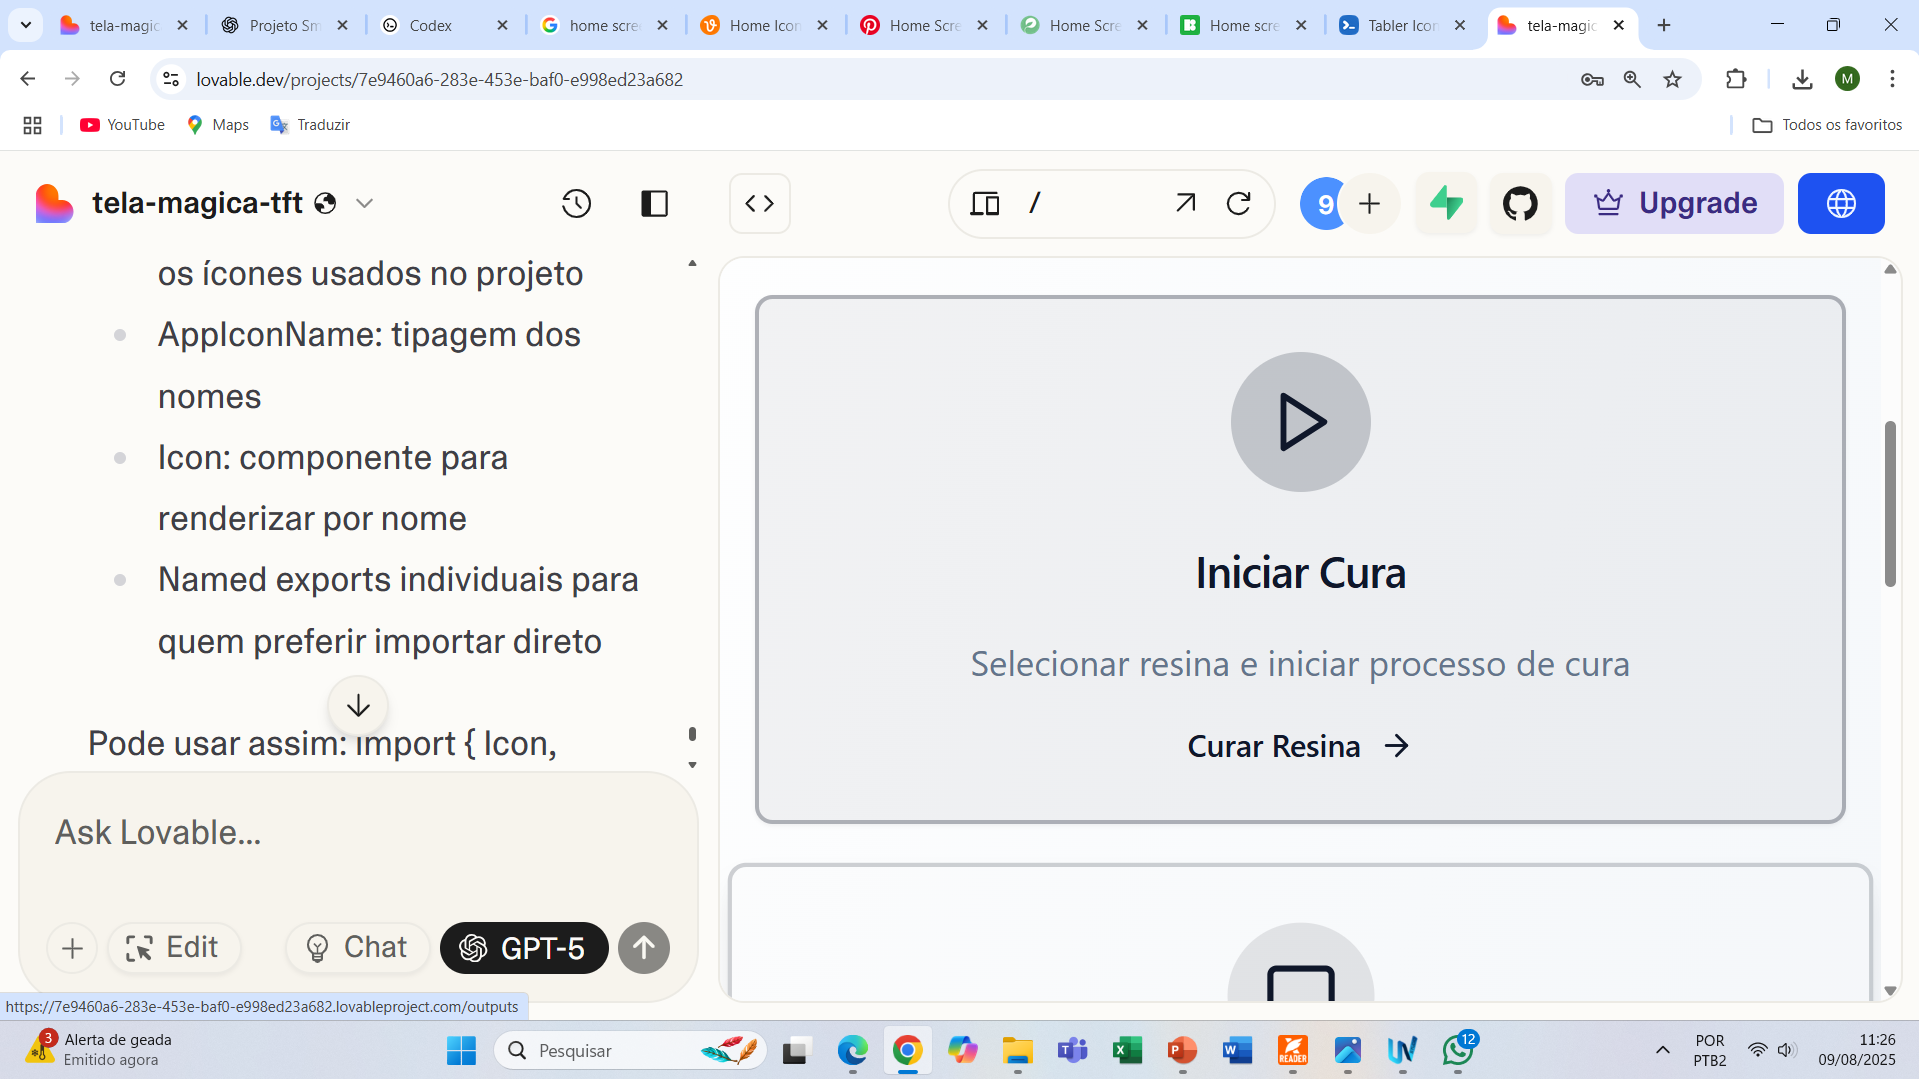 tela-magic
Projeto Sm
Codex
home scre
Home Icon
Home Scre
Home Scre
Home scre
Tabler Icon
tela-magic
lovable.dev/projects/7e9460a6-283e-453e-baf0-e998ed23a682
M
YouTube
Maps
Traduzir
Todos os favoritos
tela-magica-tft
/
9
Upgrade
os ícones usados no projeto
AppIconName: tipagem dos
nomes
Icon: componente para
renderizar por nome
Named exports individuais para
quem preferir importar direto
Pode usar assim: import { Icon,
Ask Lovable...
Edit
Chat
GPT-5
Iniciar Cura
Selecionar resina e iniciar processo de cura
Curar Resina
https://7e9460a6-283e-453e-baf0-e998ed23a682.lovableproject.com/outputs
3
Alerta de geada
Emitido agora
Pesquisar
READER
12
POR
PTB2
11:26
09/08/2025